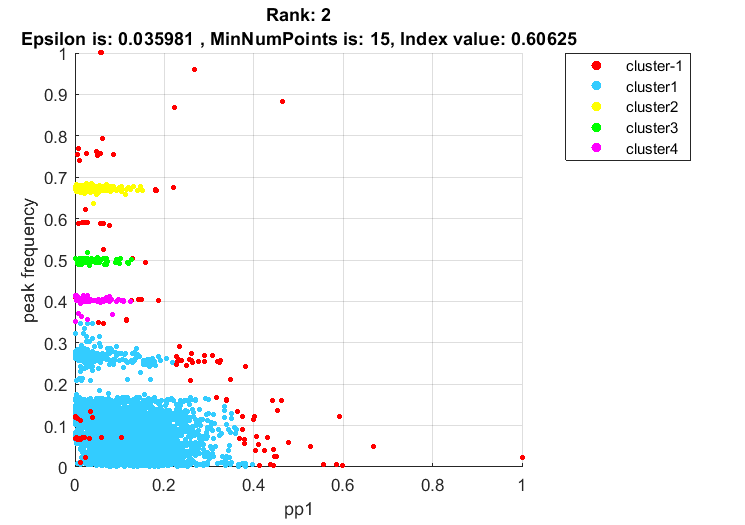 Rank: 2
Epsilon is: 0.035981 , MinNumPoints is: 15, Index value: 0.60625
1
0.9
0.8
0.7
0.6
0.5
0.4
0.3
0.2
0.1
0
peak frequency
0
0.2
0.4
0.6
0.8
1
pp1
cluster-1
cluster1
cluster2
cluster3
cluster4